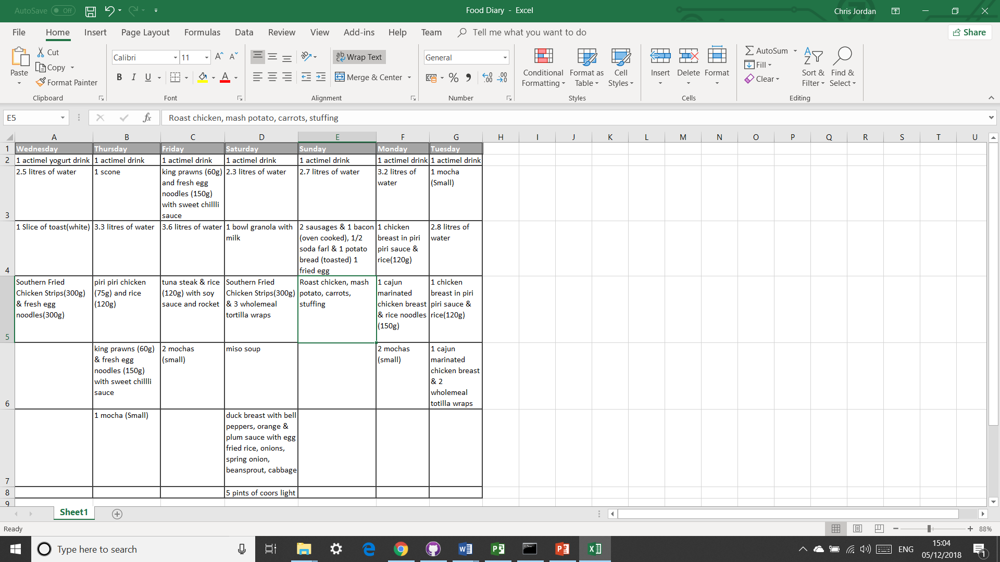 AutoSave Off
Food Diary - Excel
Chris Jordan
File Home Insert Page Layout Formulas Data Review View Add-ins Help Team Tell me what you want to do
Share
Paste
Cut
Copy
Format Painter
Clipboard
Calibri 11
B I U
Font
Wrap Text
Merge & Center
Alignment
General
Number
Conditional
Formatting
Format as
Table
Cell
Styles
Styles
Insert Delete Format
Cells
AutoSum
Fill
Clear
Sort &
Filter
Find &
Select
Editing
E5
fx Roast chicken, mash potato, carrots, stuffing
A B C D E F G H I J K L M N O P Q R S T U
1 Wednesday Thursday Friday Saturday Sunday Monday Tuesday
2 1 actimel yogurt drink 1 actimel drink 1 actimel drink 1 actimel drink 1 actimel drink 1 actimel drink 1 actimel drink
3
2.5 litres of water
1 scone
king prawns (60g)
and fresh egg
noodles (150g)
with sweet chillli
sauce
2.3 litres of water
2.7 litres of water
3.2 litres of
water
1 mocha
(Small)
4
1 Slice of toast(white)
3.3 litres of water
3.6 litres of water
1 bowl granola with
milk
2 sausages & 1 bacon
(oven cooked), 1/2
soda farl & 1 potato
bread (toasted) 1
fried egg
1 chicken
breast in piri
piri sauce &
rice(120g)
2.8 litres of
water
5
Southern Fried
Chicken Strips(300g)
& fresh egg
noodles(300g)
piri piri chicken
(75g) and rice
(120g)
tuna steak & rice
(120g) with soy
sauce and rocket
Southern Fried
Chicken Strips(300g)
& 3 wholemeal
tortilla wraps
Roast chicken, mash
potato, carrots,
stuffing
1 cajun
marinated
chicken breast
& rice noodles
(150g)
1 chicken
breast in piri
piri sauce &
rice(120g)
6
king prawns (60g)
& fresh egg
noodles (150g)
with sweet chillli
sauce
2 mochas
(small)
miso soup
2 mochas
(small)
1 cajun
marinated
chicken breast
& 2
wholemeal
totilla wraps
7
1 mocha (Small)
duck breast with bell
peppers, orange &
plum sauce with egg
fried rice, onions,
spring onion,
beansprout, cabbage
8
5 pints of coors light
9
Sheet1
Ready
88%
Type here to search
ENG
15:04
05/12/2018
1